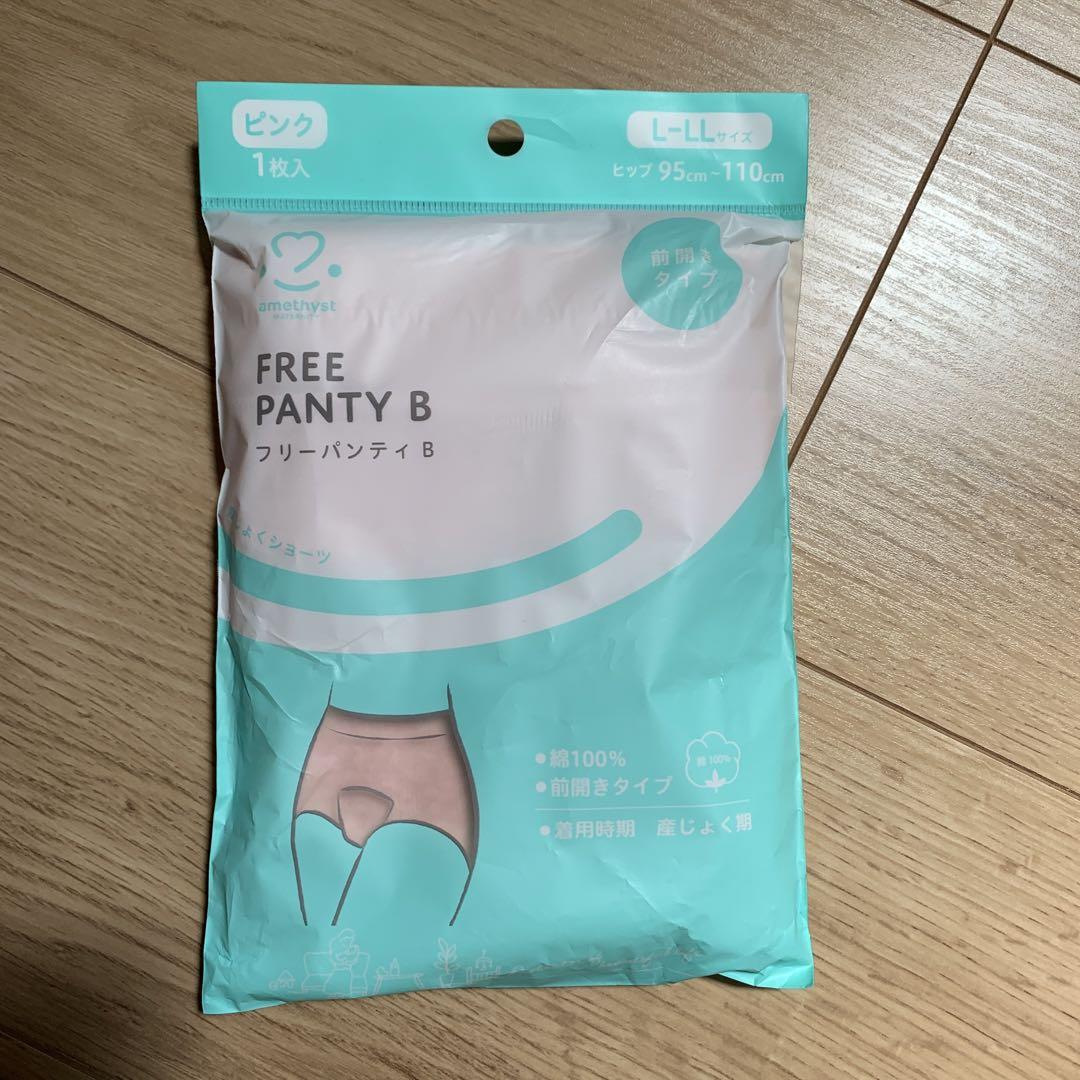 ピンク
1枚入
L-LLサイズ
ヒップ 95cm~110cm
前開き
タイプ
amethyst
FREE
PANTY B
フリーパンティ B
よくショーツ
●綿100%
●前開きタイプ
綿100%
●着用時期 産じょく期